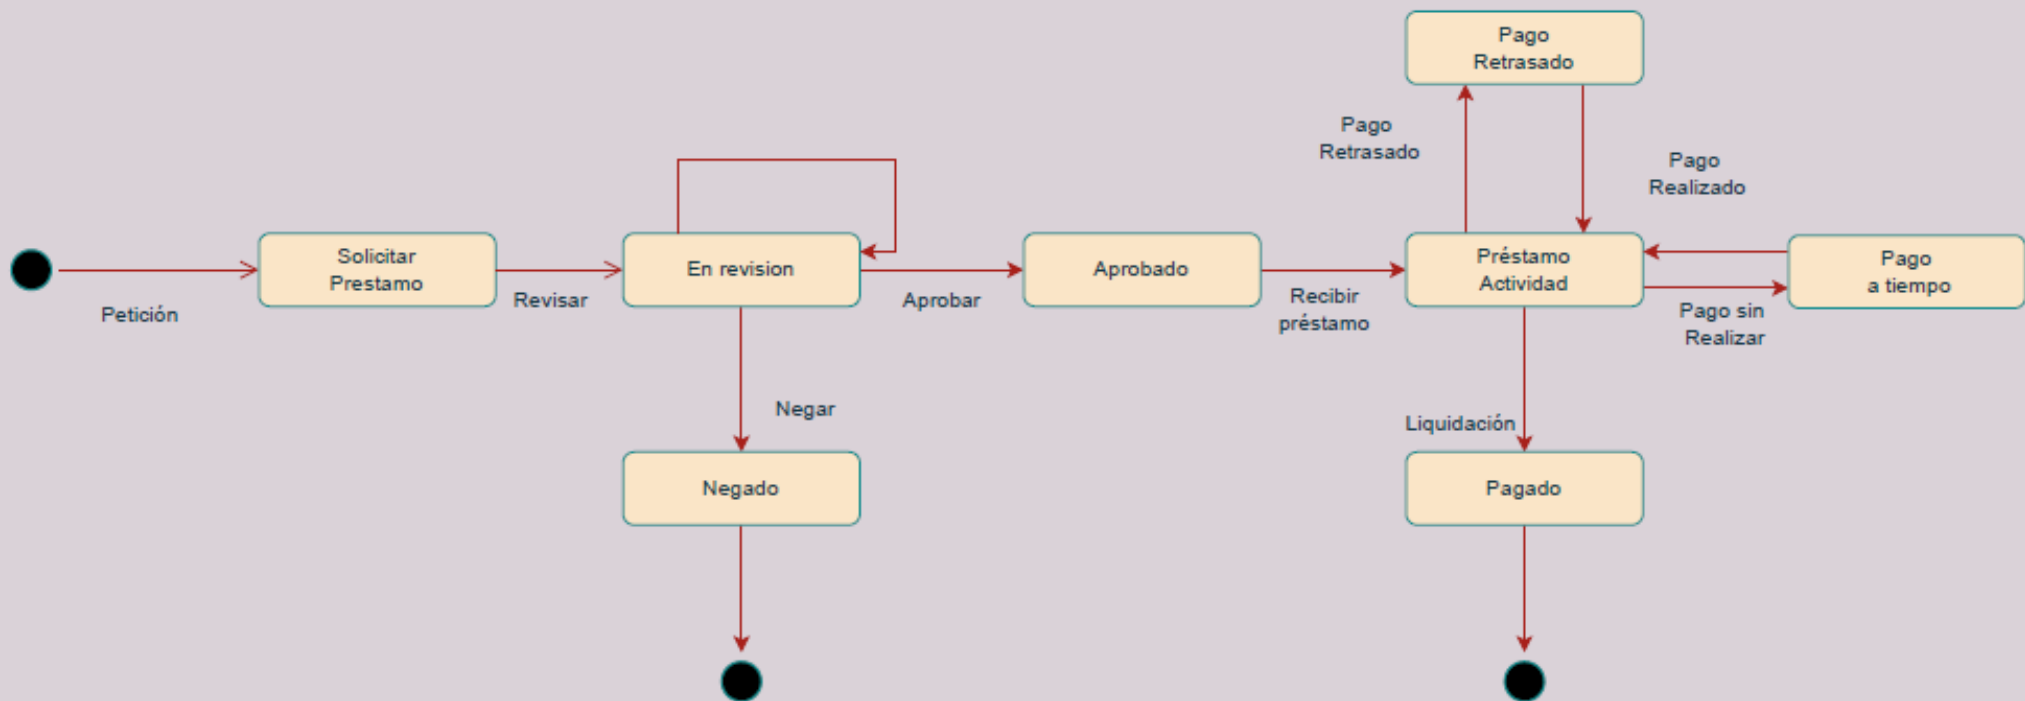 Pago
Retrasado
Pago
Retrasado
Pago
Realizado
Solicitar
Prestamo
En revision
Aprobado
Préstamo
Actividad
Pago
a tiempo
Petición
Revisar
Aprobar
Recibir
préstamo
Pago sin
Realizar
Negar
Liquidación
Negado
Pagado